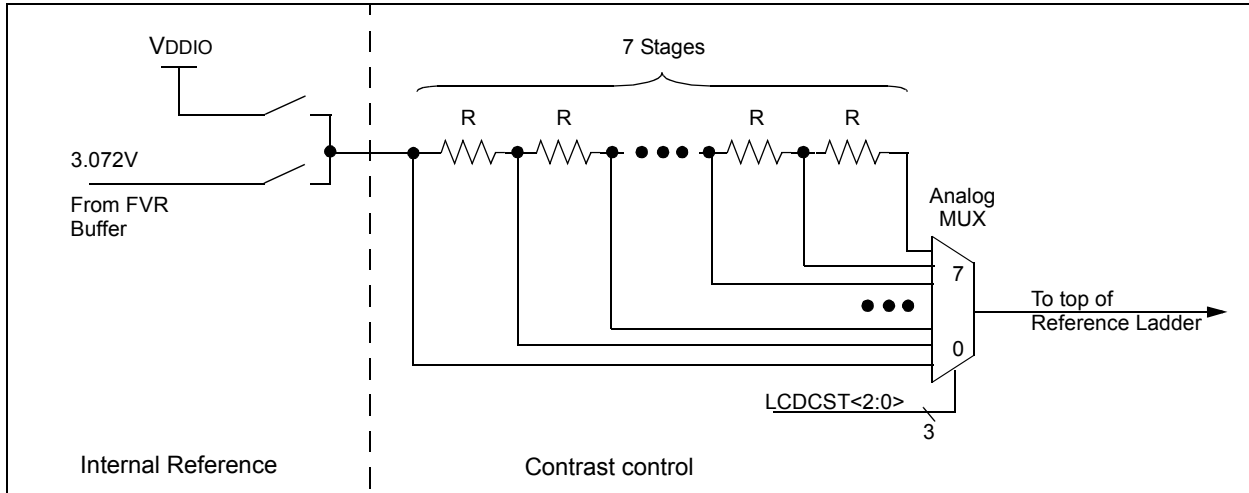 VDDIO
7 Stages
R
R
R
R
3.072V
From FVR
Buffer
Analog
MUX
7
0
To top of
Reference Ladder
LCDCST<2:0>
3
Internal Reference
Contrast control